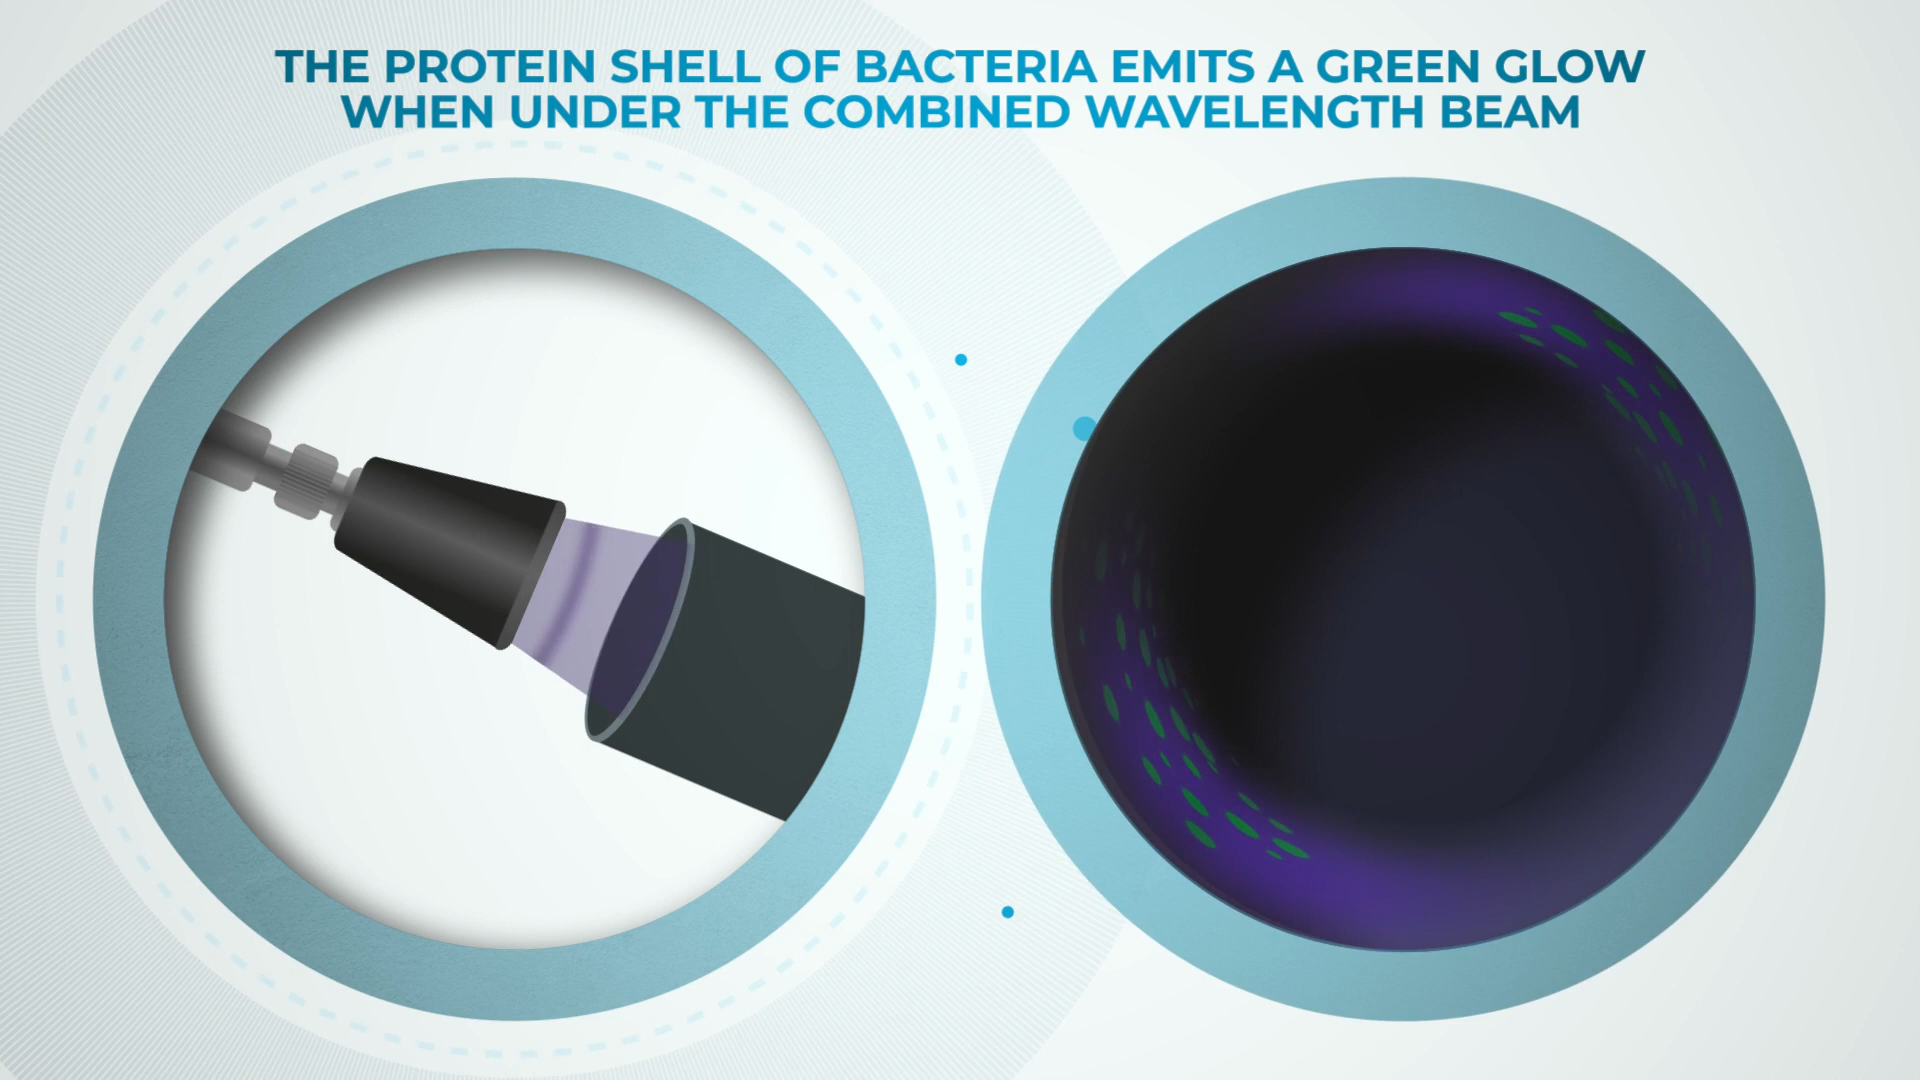 THE PROTEIN SHELL OF BACTERIA EMITS A GREEN GLOW
WHEN UNDER THE COMBINED WAVELENGTH BEAM